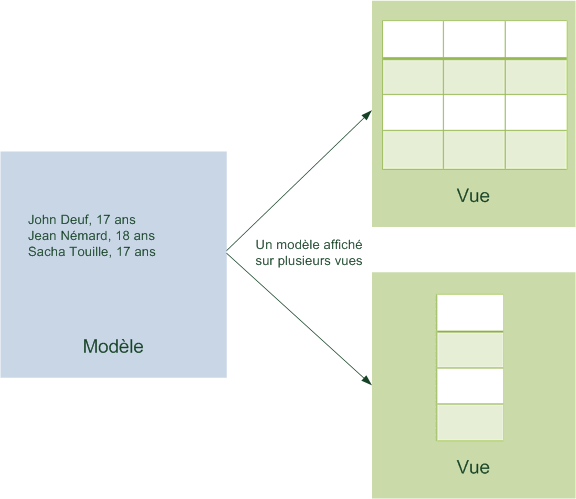 John Deuf, 17 ans
Jean Némard, 18 ans
Sacha Touille, 17 ans
Modèle
Un modèle affiché
sur plusieurs vues
Vue
Vue